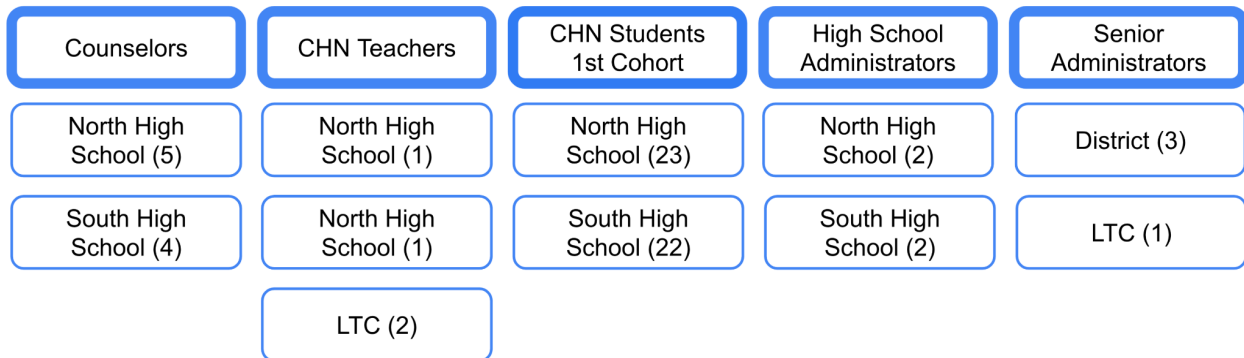 Counselors
CHN Teachers
CHN Students
1st Cohort
High School
Administrators
Senior
Administrators
North High
School (5)
North High
School (1)
North High
School (23)
North High
School (2)
District (3)
South High
School (4)
North High
School (1)
South High
School (22)
South High
School (2)
LTC (1)
LTC (2)